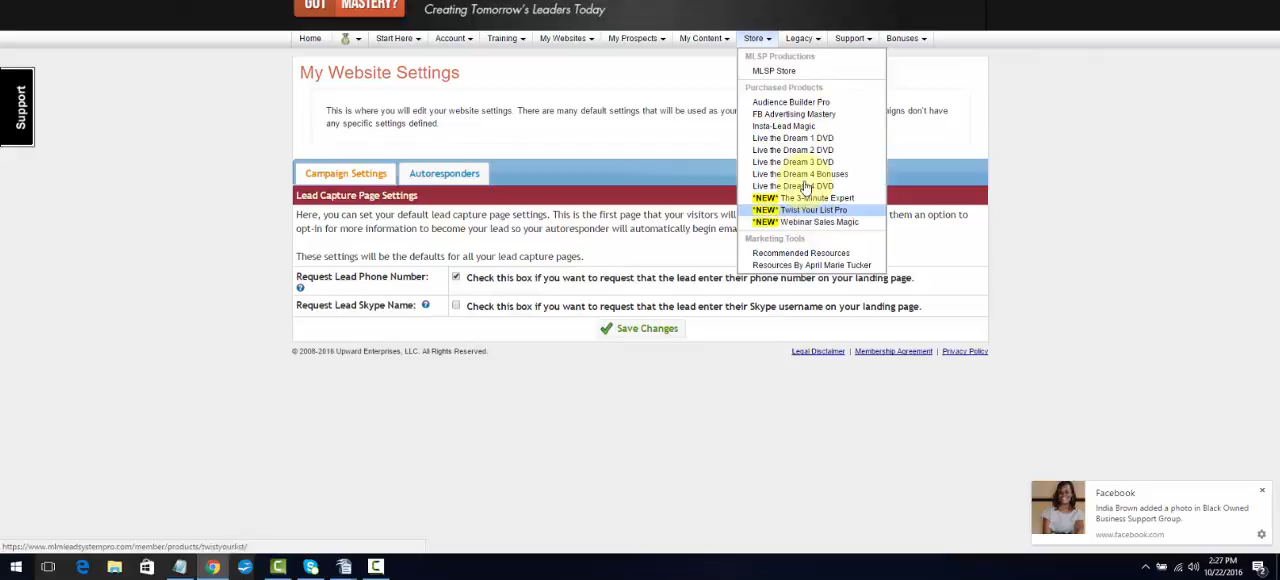 GOT MASTERY?
Creating Tomorrow's Leaders Today
Home Start Here Account Training My Websites My Prospects My Content Store Legacy Support Bonuses
Support
My Website Settings
This is where you will edit your website settings. There are many default settings that will be used as your
igns don't have
any specific settings defined.
MLSP Productions
MLSP Store
Purchased Products
Audience Builder Pro
FB Advertising Mastery
Insta-Lead Magic
Live the Dream 1 DVD
Live the Dream 2 DVD
Live the Dream 3 DVD
Live the Dream 4 Bonuses
Live the Dream 4 DVD
*NEW* The 3-Minute Expert
*NEW* Twist Your List Pro
*NEW* Webinar Sales Magic
Marketing Tools
Recommended Resources
Resources By April Marie Tucker
Campaign Settings Autoresponders
Lead Capture Page Settings
Here, you can set your default lead capture page settings. This is the first page that your visitors will them an option to
opt-in for more information to become your lead so your autoresponder will automatically begin ema
These settings will be the defaults for all your lead capture pages.
Request Lead Phone Number: Check this box if you want to request that the lead enter their phone number on your landing page.
Request Lead Skype Name: Check this box if you want to request that the lead enter their Skype username on your landing page.
Save Changes
© 2008-2016 Upward Enterprises, LLC. All Rights Reserved. Legal Disclaimer | Membership Agreement | Privacy Policy
Facebook
India Brown added a photo in Black Owned
Business Support Group.
www.facebook.com
https://www.mlmleadsystempro.com/member/products/twistyourlist/
2:27 PM
10/22/2016